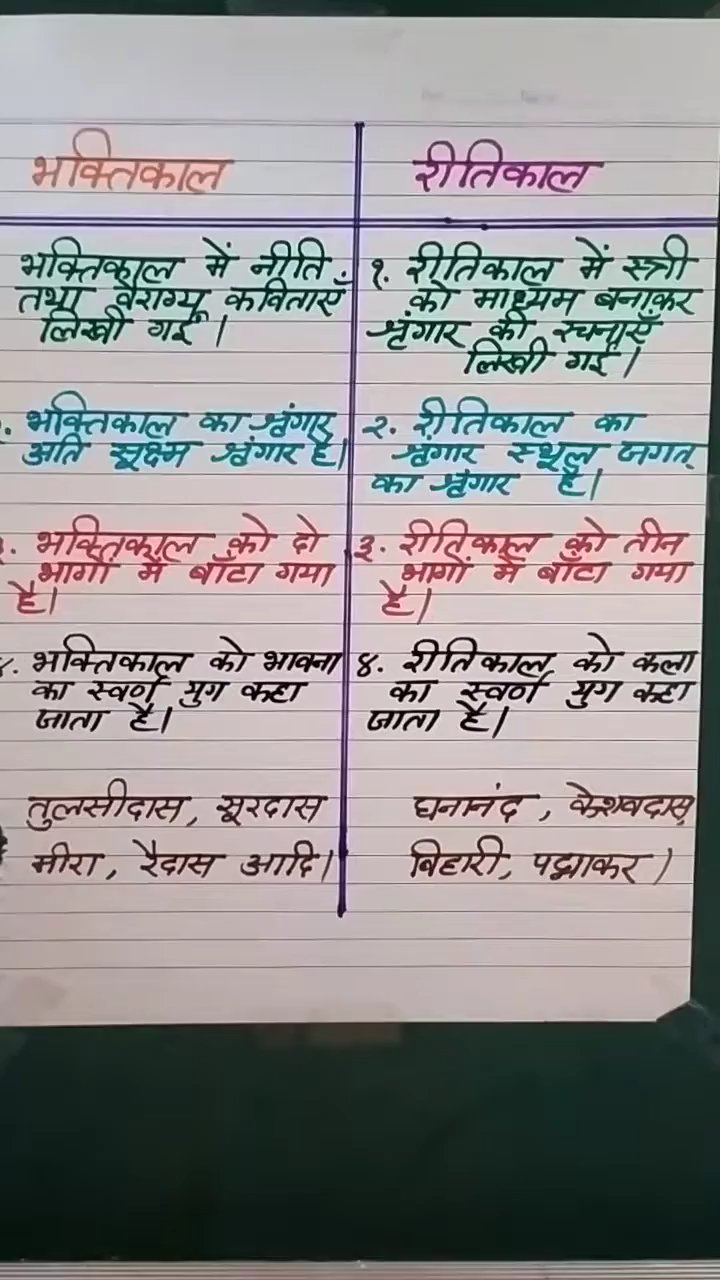 भक्तिकाल
भक्तिकाल में नीति
तथा वैराग्य कविताएँ
लिखी गईं।
. भक्तिकाल का श्रृंगार
अति सूक्ष्म श्रृंगार है।
. भक्तिकाल को दो
भागों में बाँटा गया
है।
४. भक्तिकाल को भावना
का स्वर्ण युग कहा
जाता है।
तुलसीदास, सूरदास
मीरा, रैदास आदि।
रीतिकाल
१. रीतिकाल में स्त्री
को माध्यम बनाकर
श्रृंगार की रचनाएँ
लिखी गईं।
२. रीतिकाल का
श्रृंगार स्थूल जगत्
का श्रृंगार है।
३. रीतिकाल को तीन
भागों में बाँटा गया
है।
४. रीतिकाल को कला
का स्वर्ण युग कहा
जाता है।
घनानंद, केशवदास,
बिहारी, पद्माकर।